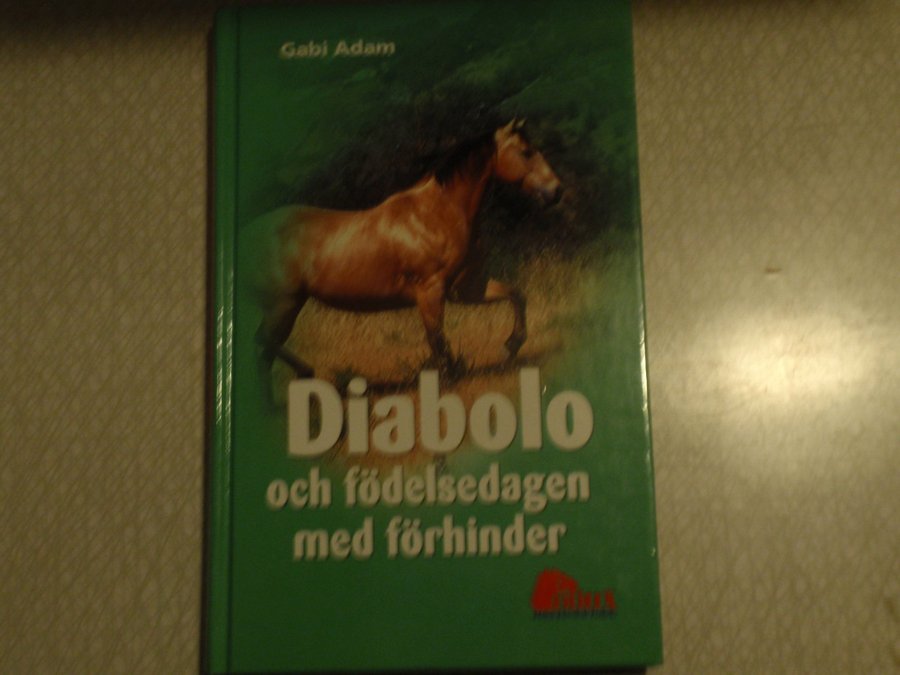 Gabi Adam
Diabolo
och födelsedagen
med förhinder